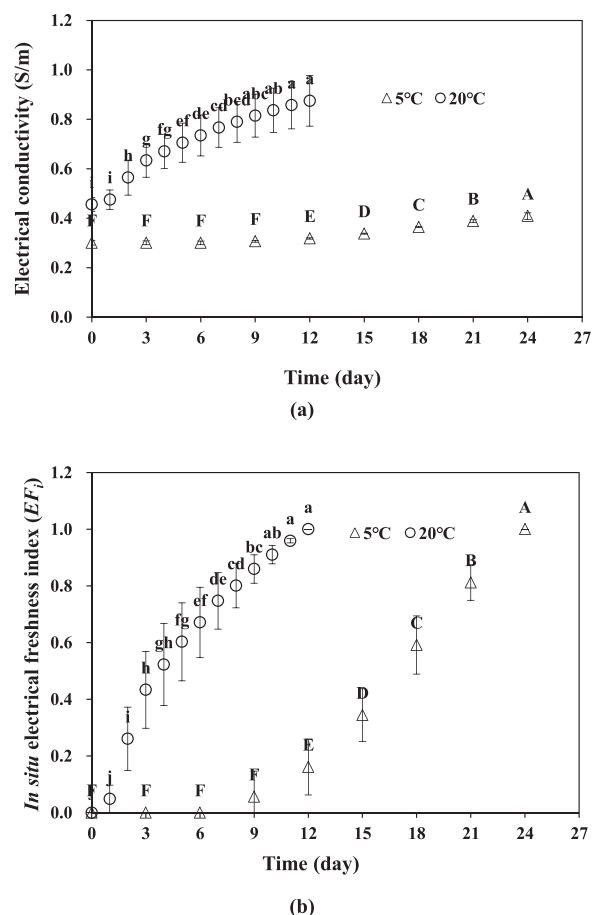 1.2
1.0
0.8
0.6
0.4
0.2
0.0
Electrical conductivity (S/m)
i
h
g
fg
ef
de
cd
bcd
abc
ab
a
a
5°C
20°C
F
F
F
F
E
D
C
B
A
0
3
6
9
12
15
18
21
24
27
Time (day)
(a)
1.2
1.0
0.8
0.6
0.4
0.2
0.0
In situ electrical freshness index (EFi)
j
i
h
gh
fg
ef
de
cd
bc
ab
a
a
5°C
20°C
F
F
F
F
E
D
C
B
A
0
3
6
9
12
15
18
21
24
27
Time (day)
(b)